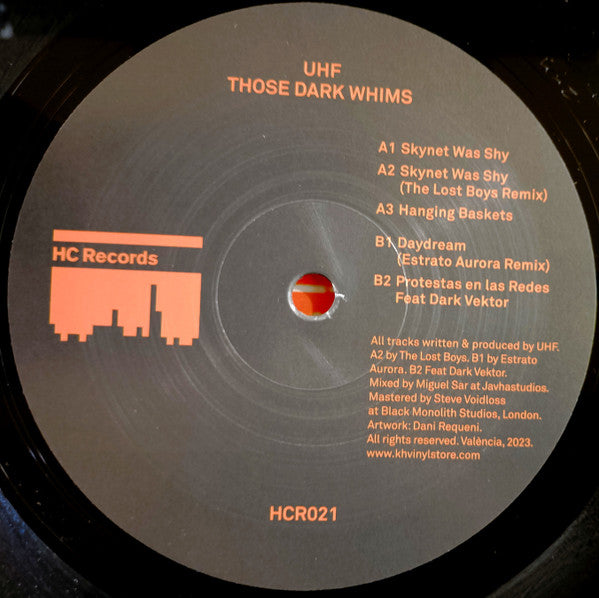 UHF
THOSE DARK WHIMS
A1 Skynet Was Shy
A2 Skynet Was Shy
(The Lost Boys Remix)
A3 Hanging Baskets
B1 Daydream
(Estrato Aurora Remix)
B2 Protestas en las Redes
Feat Dark Vektor
HC Records
All tracks written & produced by UHF.
A2 by The Lost Boys. B1 by Estrato
Aurora. B2 Feat Dark Vektor.
Mixed by Miguel Sar at Javhastudios.
Mastered by Steve Voidloss
at Black Monolith Studios, London.
Artwork: Dani Requeni.
All rights reserved. València, 2023.
www.khvinylstore.com
HCR021